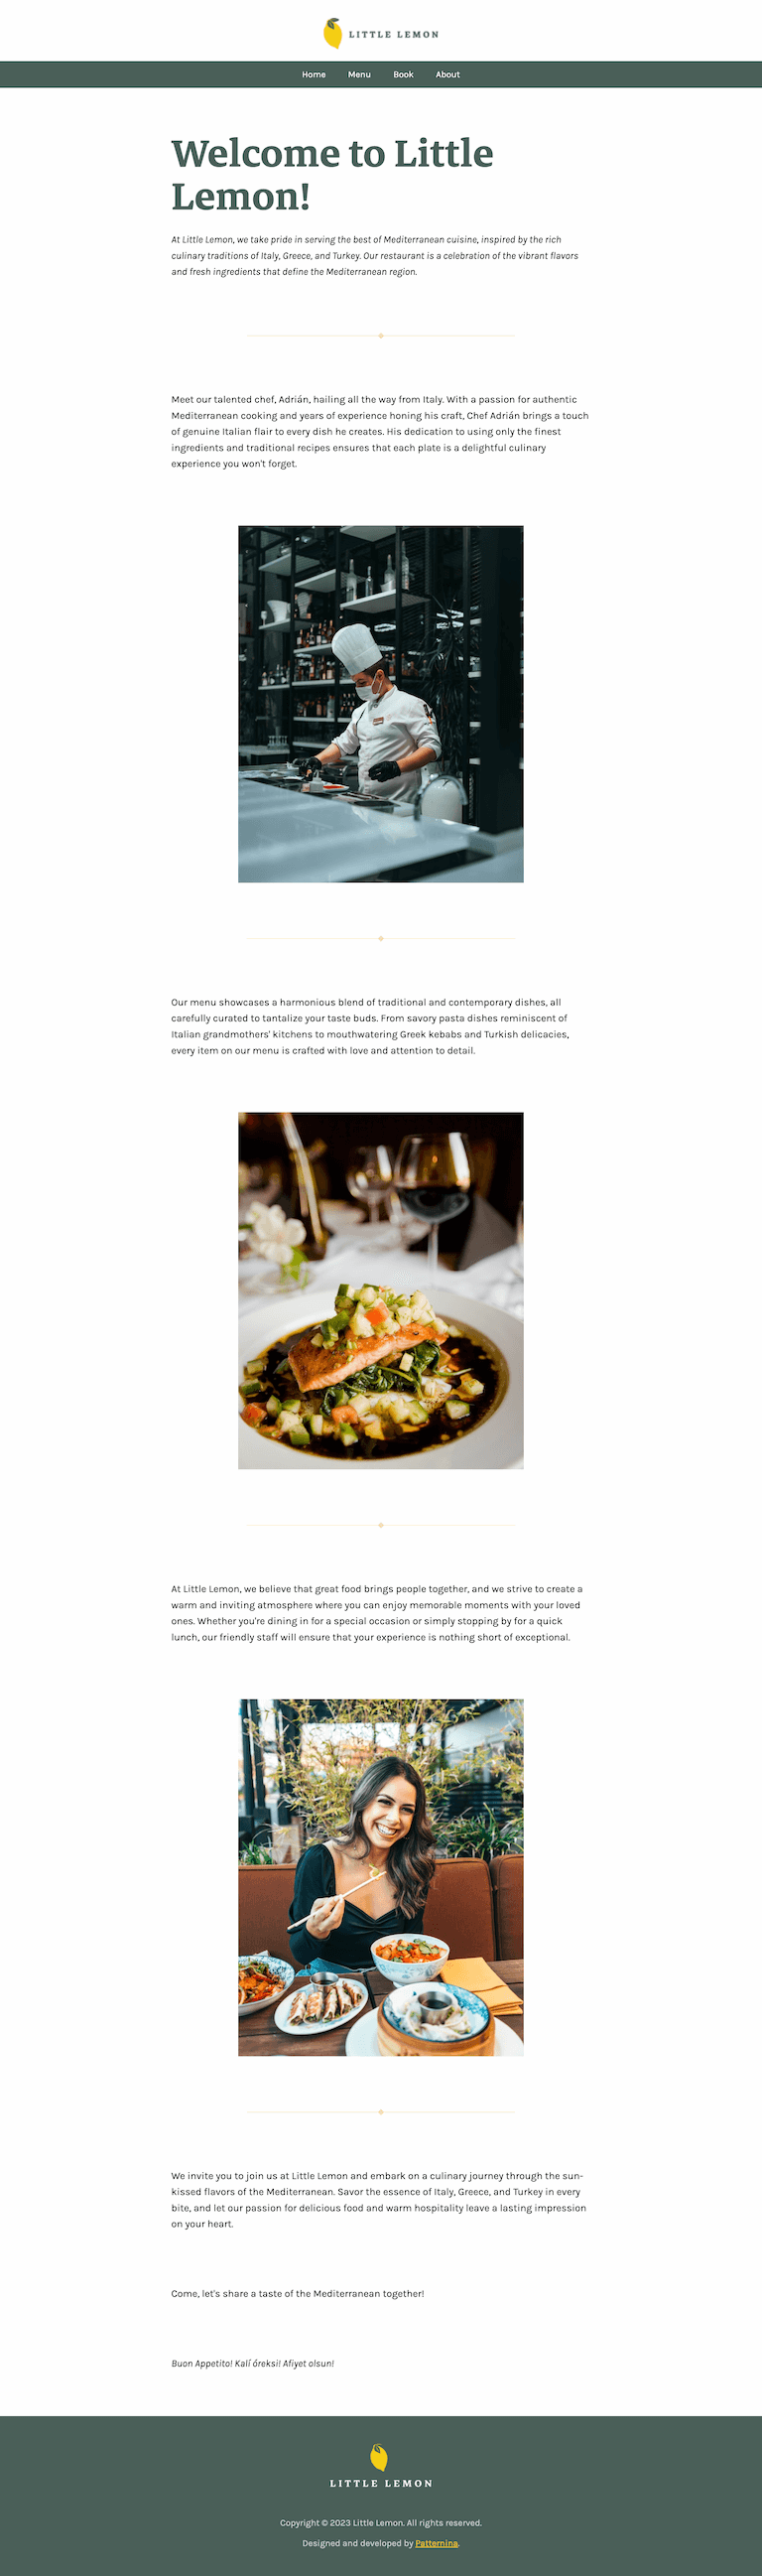 LITTLE LEMON
Home Menu Book About
Welcome to Little
Lemon!
At Little Lemon, we take pride in serving the best of Mediterranean cuisine, inspired by the rich
culinary traditions of Italy, Greece, and Turkey. Our restaurant is a celebration of the vibrant flavors
and fresh ingredients that define the Mediterranean region.
Meet our talented chef, Adrián, hailing all the way from Italy. With a passion for authentic
Mediterranean cooking and years of experience honing his craft, Chef Adrián brings a touch
of genuine Italian flair to every dish he creates. His dedication to using only the finest
ingredients and traditional recipes ensures that each plate is a delightful culinary
experience you won't forget.
Our menu showcases a harmonious blend of traditional and contemporary dishes, all
carefully curated to tantalize your taste buds. From savory pasta dishes reminiscent of
Italian grandmothers' kitchens to mouthwatering Greek kebabs and Turkish delicacies,
every item on our menu is crafted with love and attention to detail.
At Little Lemon, we believe that great food brings people together, and we strive to create a
warm and inviting atmosphere where you can enjoy memorable moments with your loved
ones. Whether you're dining in for a special occasion or simply stopping by for a quick
lunch, our friendly staff will ensure that your experience is nothing short of exceptional.
We invite you to join us at Little Lemon and embark on a culinary journey through the sun-
kissed flavors of the Mediterranean. Savor the essence of Italy, Greece, and Turkey in every
bite, and let our passion for delicious food and warm hospitality leave a lasting impression
on your heart.
Come, let's share a taste of the Mediterranean together!
Buon Appetito! Kalí óreksi! Afiyet olsun!
LITTLE LEMON
Copyright © 2023 Little Lemon. All rights reserved.
Designed and developed by Patternina.